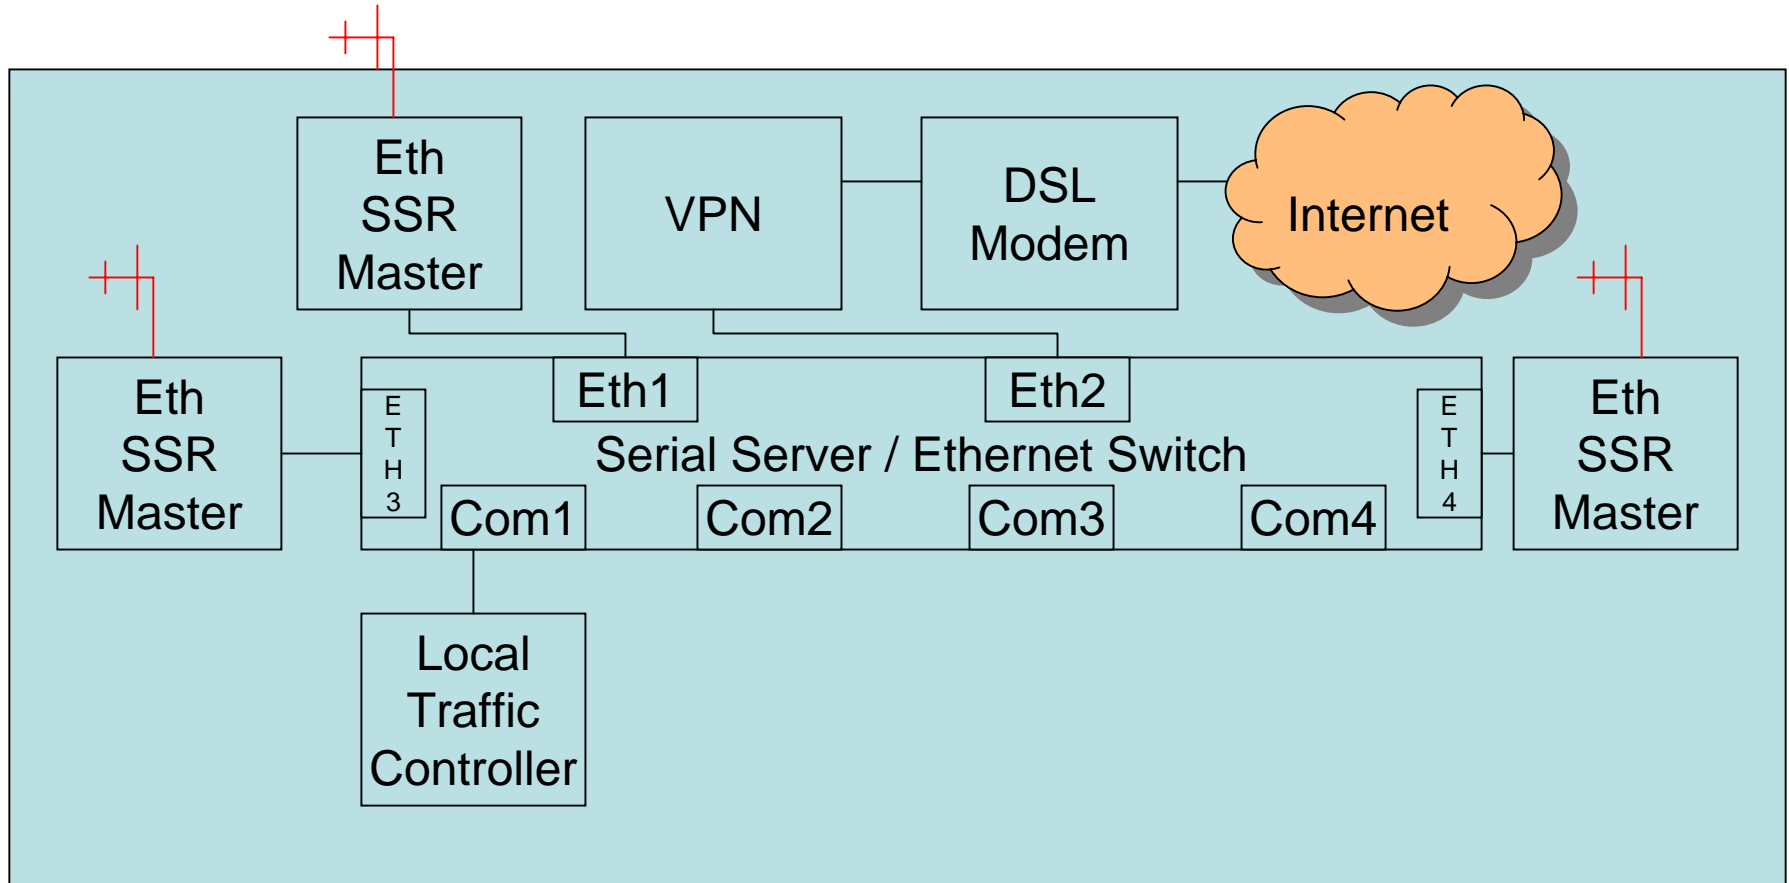 Eth
SSR
Master
VPN
DSL
Modem
Internet
Eth
SSR
Master
E
T
H
3
Eth1
Eth2
Serial Server / Ethernet Switch
Com1
Com2
Com3
Com4
E
T
H
4
Eth
SSR
Master
Local
Traffic
Controller